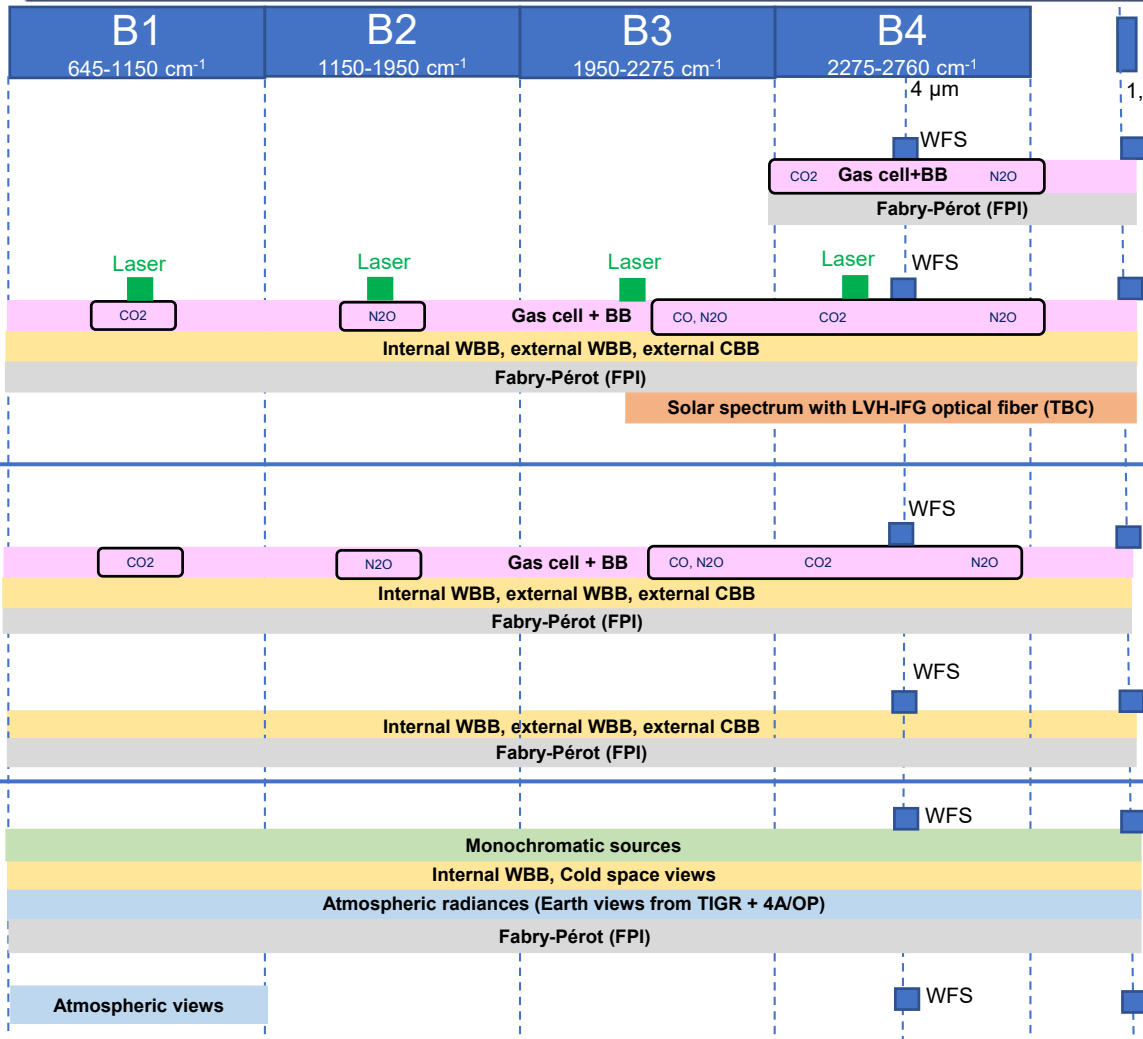 B1 B2 B3 B4
645-1150 cm⁻¹ 1150-1950 cm⁻¹ 1950-2275 cm⁻¹ 2275-2760 cm⁻¹
4 µm 1,
WFS
CO2 Gas cell+BB N2O
Fabry-Pérot (FPI)
Laser Laser Laser Laser WFS
CO2 N2O Gas cell + BB CO, N2O CO2 N2O
Internal WBB, external WBB, external CBB
Fabry-Pérot (FPI)
Solar spectrum with LVH-IFG optical fiber (TBC)
WFS
CO2 N2O Gas cell + BB CO, N2O CO2 N2O
Internal WBB, external WBB, external CBB
Fabry-Pérot (FPI)
WFS
Internal WBB, external WBB, external CBB
Fabry-Pérot (FPI)
WFS
Monochromatic sources
Internal WBB, Cold space views
Atmospheric radiances (Earth views from TIGR + 4A/OP)
Fabry-Pérot (FPI)
Atmospheric views WFS